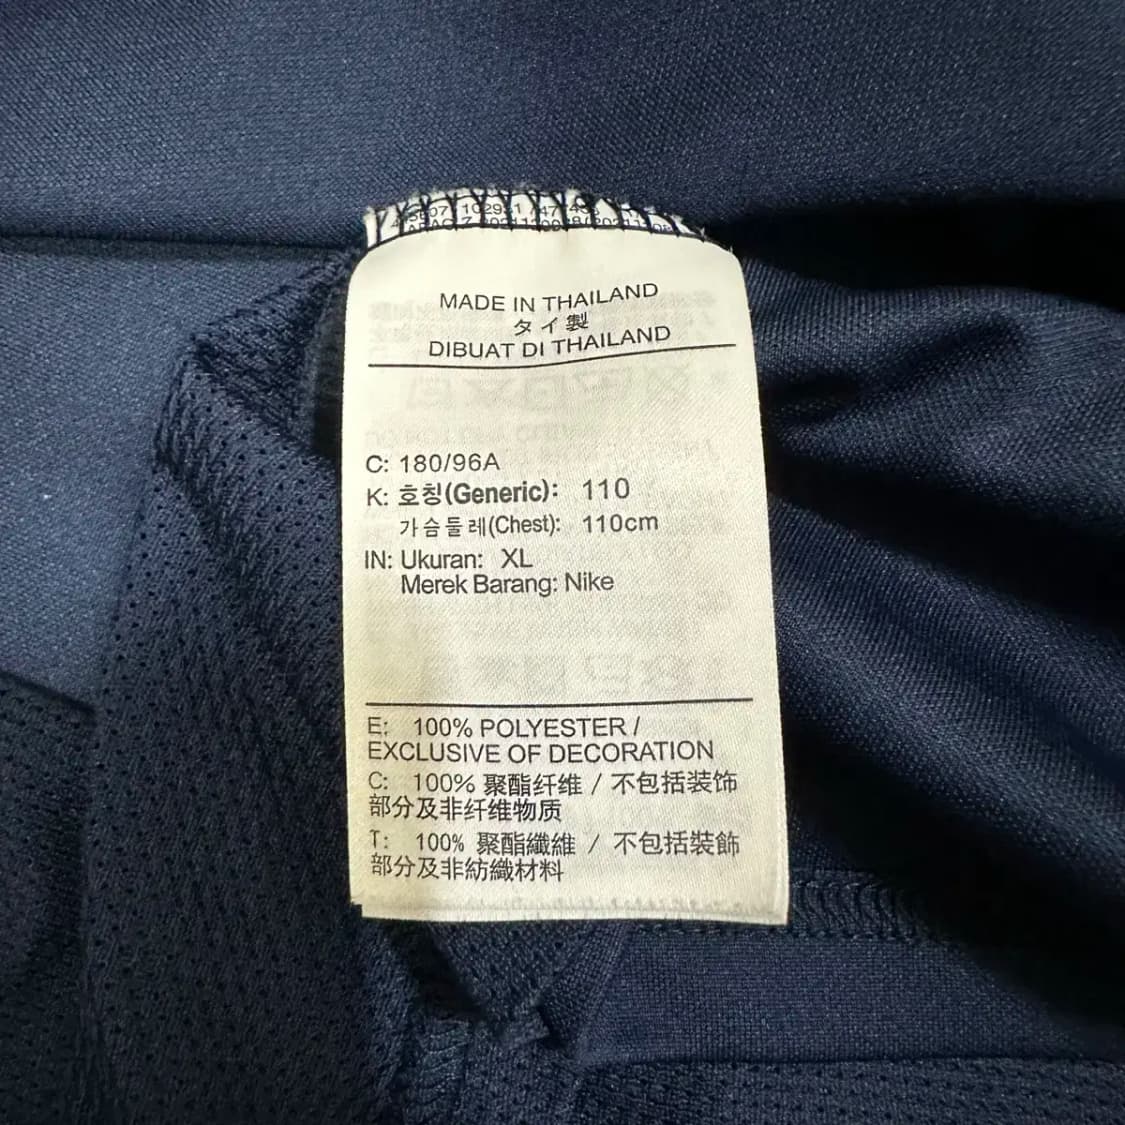 MADE IN THAILAND
タイ製
DIBUAT DI THAILAND
C: 180/96A
K: 호칭(Generic): 110
가슴둘레(Chest): 110cm
IN: Ukuran: XL
Merek Barang: Nike
E: 100% POLYESTER /
EXCLUSIVE OF DECORATION
C: 100% 聚酯纤维 / 不包括装饰
部分及非纤维物质
T: 100% 聚酯纖維 / 不包括裝飾
部分及非紡織材料